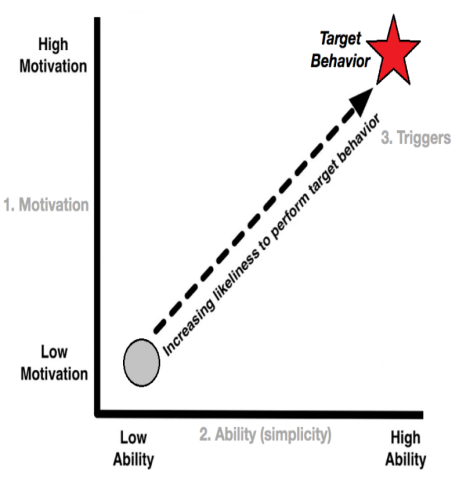 High
Motivation
Target
Behavior
3. Triggers
1. Motivation
Increasing likeliness to perform target behavior
Low
Motivation
Low
Ability
2. Ability (simplicity)
High
Ability